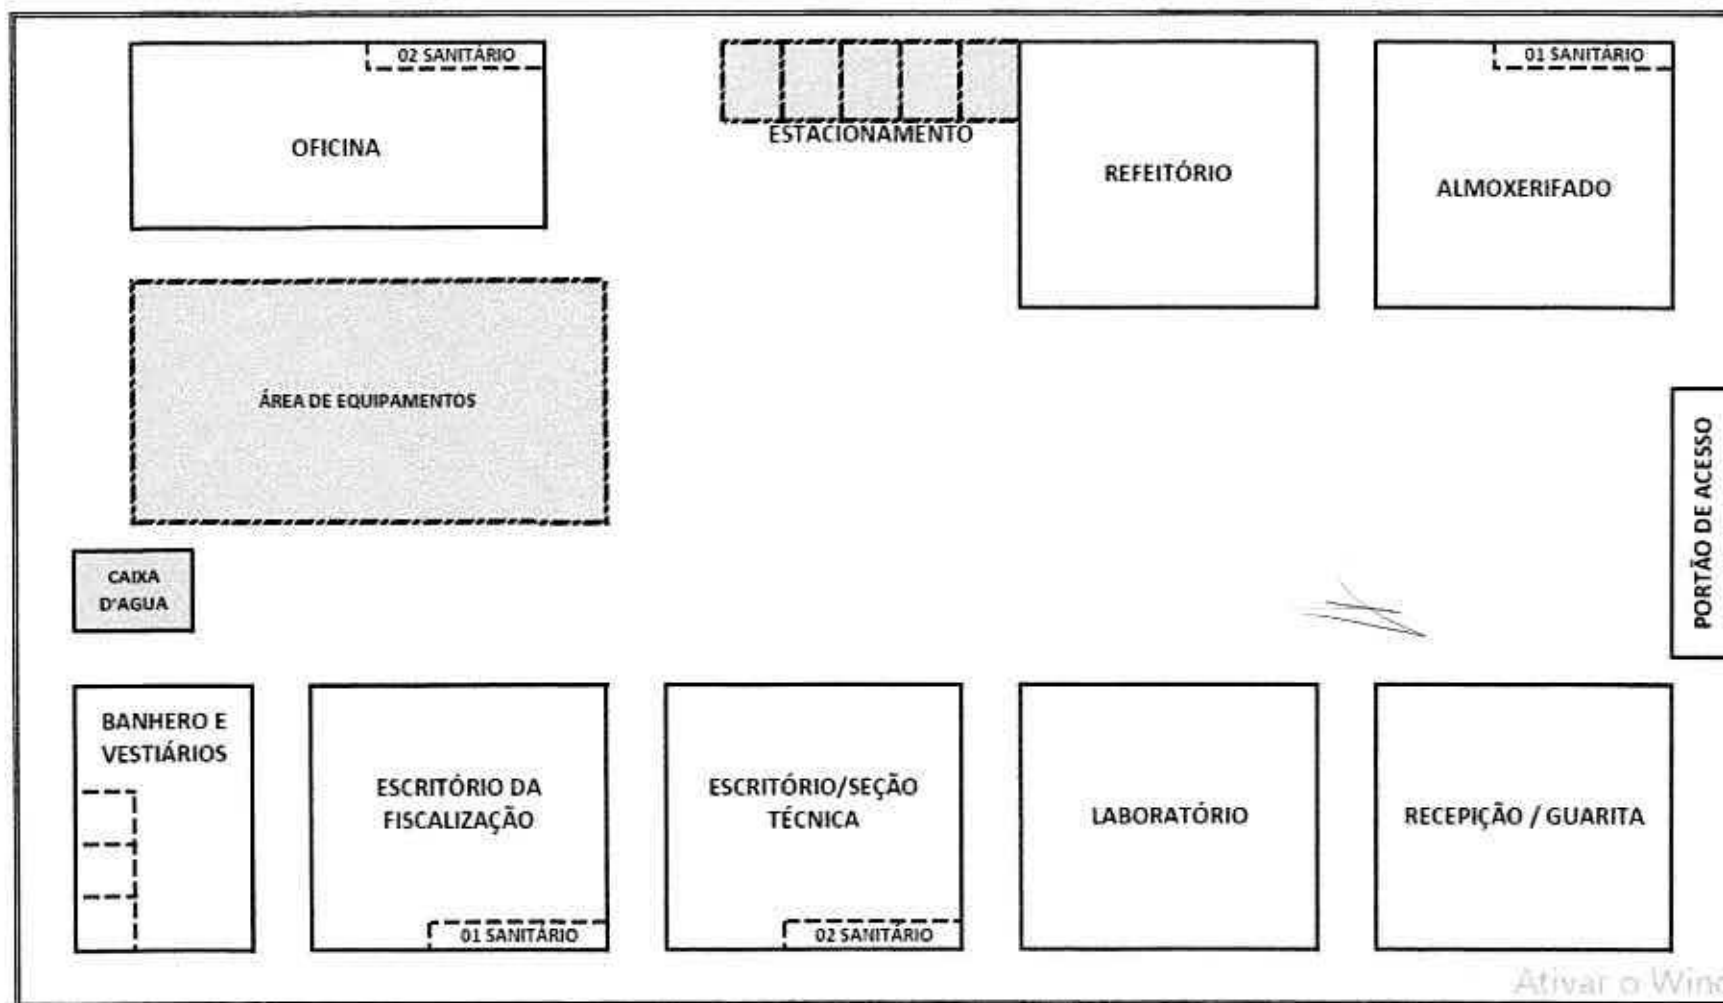 02 SANITÁRIO
OFICINA
ESTACIONAMENTO
REFEITÓRIO
01 SANITÁRIO
ALMOXERIFADO
ÁREA DE EQUIPAMENTOS
PORTÃO DE ACESSO
CAIXA
D'AGUA
BANHERO E
VESTIÁRIOS
ESCRITÓRIO DA
FISCALIZAÇÃO
01 SANITÁRIO
ESCRITÓRIO/SEÇÃO
TÉCNICA
02 SANITÁRIO
LABORATÓRIO
RECEPIÇÃO / GUARITA
Ativar o Wind